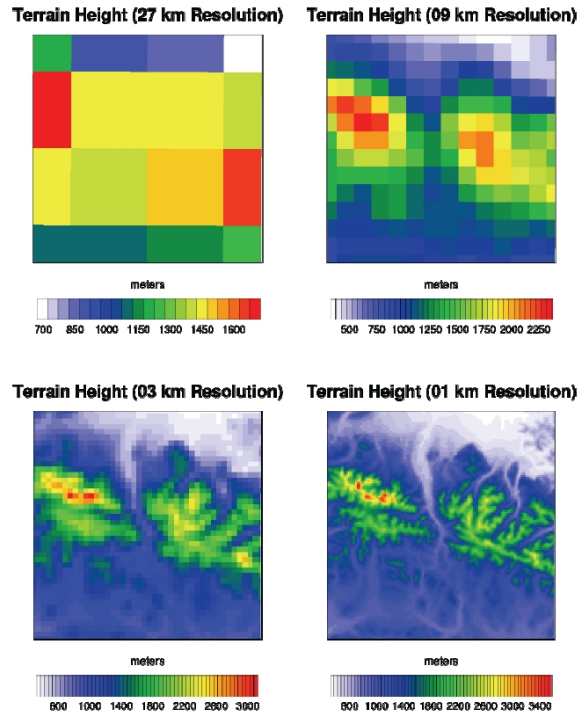 Terrain Height (27 km Resolution)
Terrain Height (09 km Resolution)
meters
700 850 1000 1150 1300 1450 1600
meters
500 750 1000 1250 1500 1750 2000 2250
Terrain Height (03 km Resolution)
Terrain Height (01 km Resolution)
meters
600 1000 1400 1800 2200 2600 3000
meters
600 1000 1400 1800 2200 2600 3000 3400